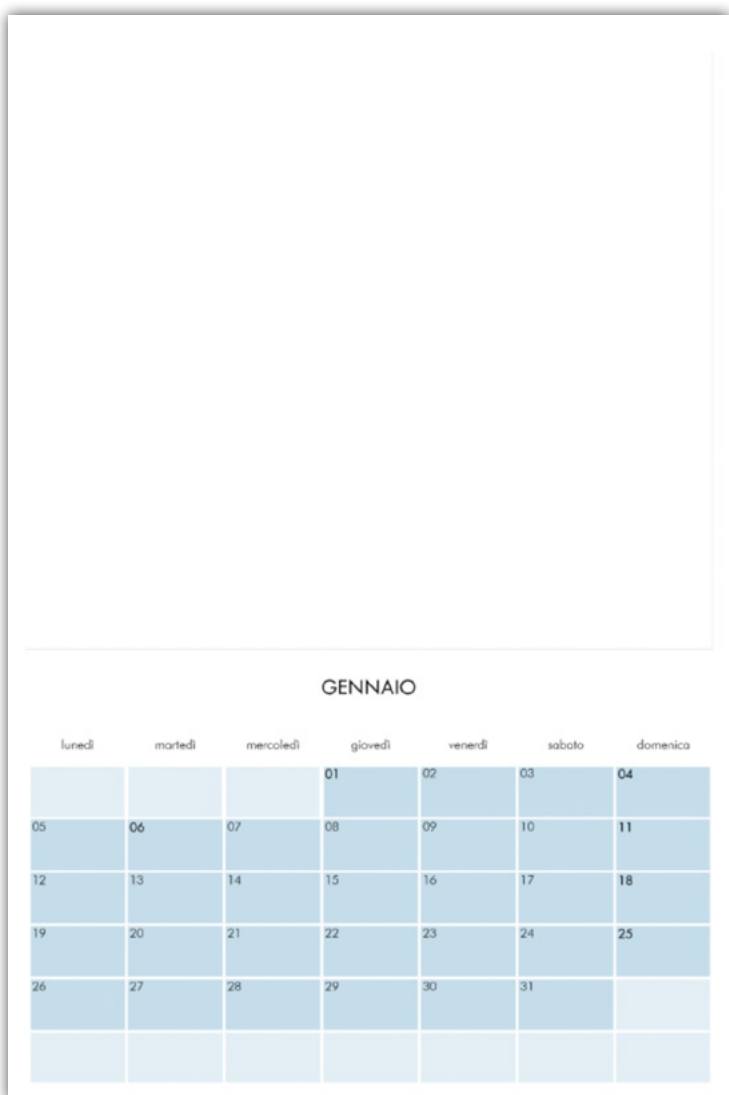 GENNAIO
lunedì martedì mercoledì giovedì venerdì sabato domenica
01 02 03 04
05 06 07 08 09 10 11
12 13 14 15 16 17 18
19 20 21 22 23 24 25
26 27 28 29 30 31